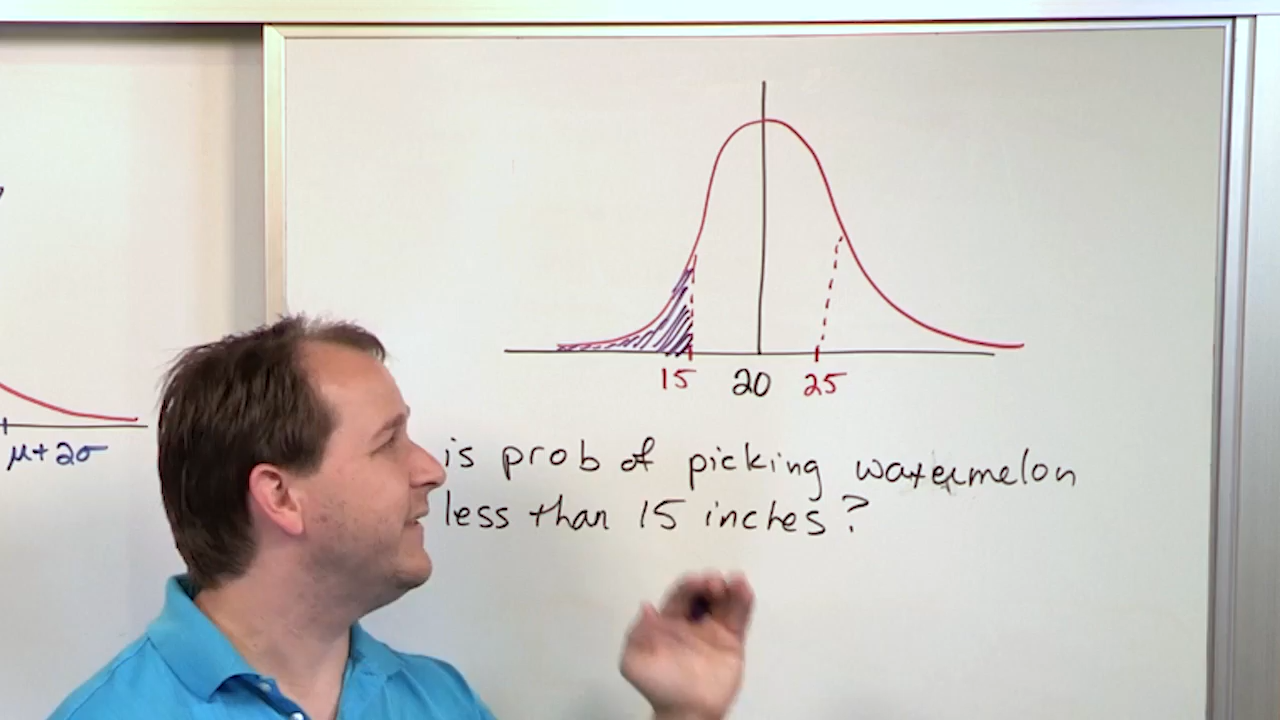 15 20 25
μ+2σ
is prob of picking watermelon
less than 15 inches?